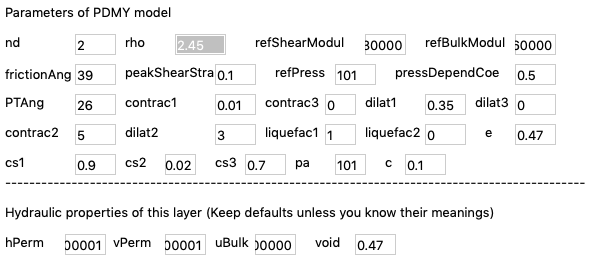 Parameters of PDMY model
nd 2 rho 2.45 refShearModul 30000 refBulkModul 60000
frictionAng 39 peakShearStra 0.1 refPress 101 pressDependCoe 0.5
PTAng 26 contrac1 0.01 contrac3 0 dilat1 0.35 dilat3 0
contrac2 5 dilat2 3 liquefac1 1 liquefac2 0 e 0.47
cs1 0.9 cs2 0.02 cs3 0.7 pa 101 c 0.1
Hydraulic properties of this layer (Keep defaults unless you know their meanings)
hPerm 00001 vPerm 00001 uBulk 00000 void 0.47